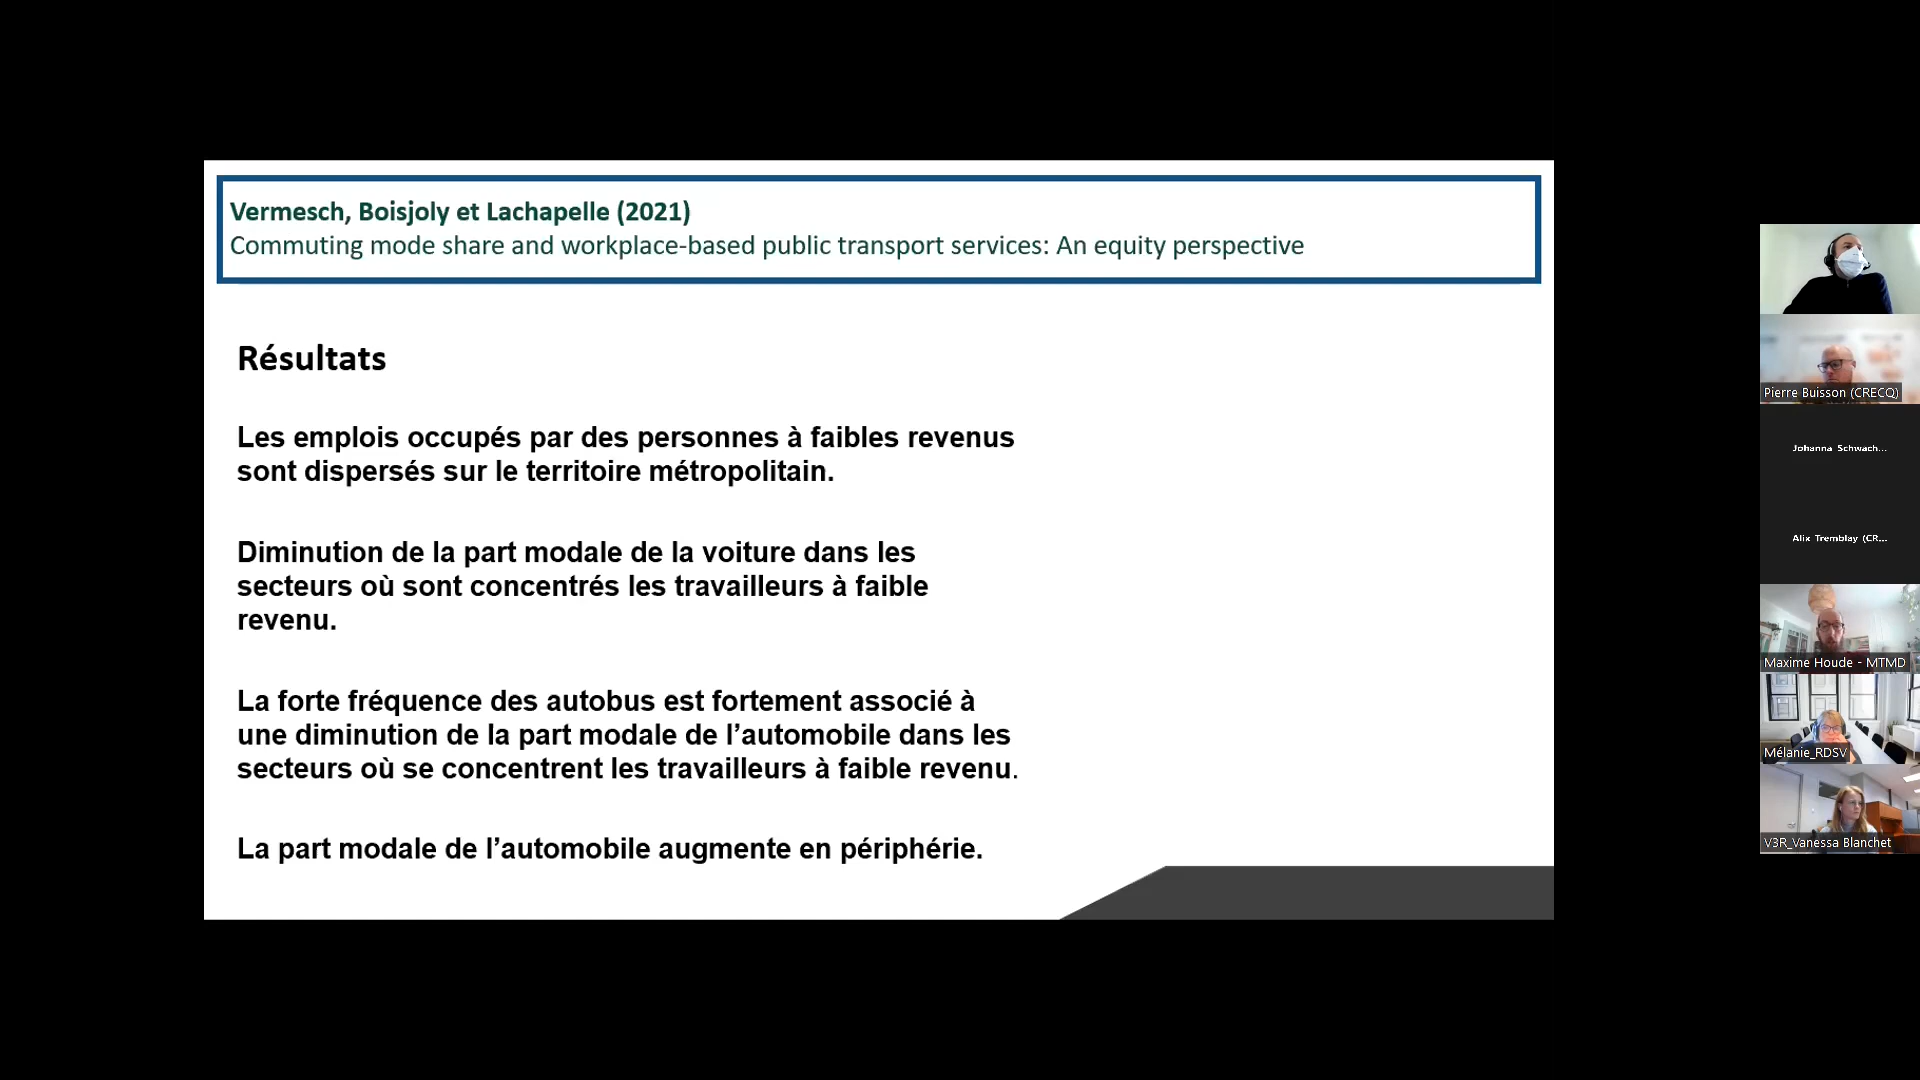 Vermesch, Boisjoly et Lachapelle (2021)
Commuting mode share and workplace-based public transport services: An equity perspective
Résultats
Les emplois occupés par des personnes à faibles revenus
sont dispersés sur le territoire métropolitain.
Diminution de la part modale de la voiture dans les
secteurs où sont concentrés les travailleurs à faible
revenu.
La forte fréquence des autobus est fortement associé à
une diminution de la part modale de l’automobile dans les
secteurs où se concentrent les travailleurs à faible revenu.
La part modale de l’automobile augmente en périphérie.
Pierre Buisson (CRECQ)
Johanna Schwach...
Alix Tremblay (CR...
Maxime Houde - MTMD
Mélanie_RDSV
V3R_Vanessa Blanchet